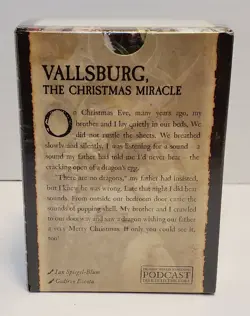 VALLSBURG,
THE CHRISTMAS MIRACLE
On Christmas Eve, many years ago, my
brother and I lay quietly in our beds. We
did not rustle the sheets. We breathed
slowly and silently. I was listening for a sound – a
sound my father had told me I'd never hear – the
cracking open of a dragon's egg.
"There are no dragons," my father had insisted,
but I knew he was wrong. Late that night I did hear
sounds. From outside our bedroom door came the
sounds of popping shell. My brother and I crawled
to our door and saw a dragon wishing our father
a very Merry Christmas. If only you could see it,
too!
PODCAST